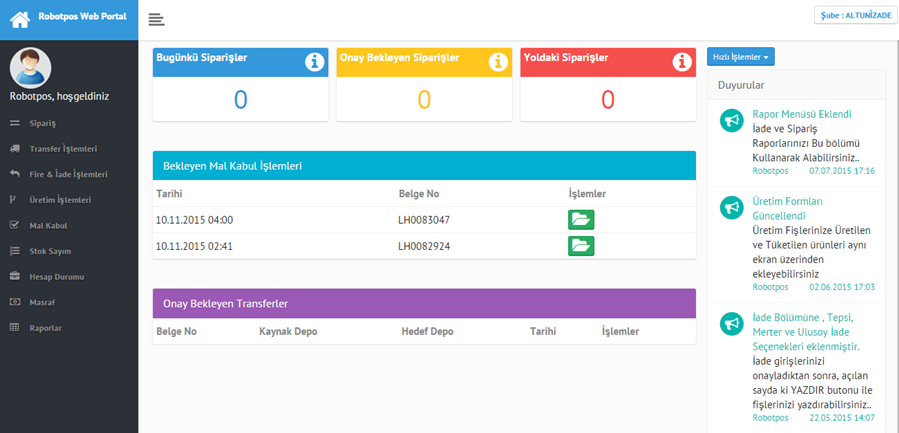 Robotpos Web Portal
Şube : ALTUNİZADE
Robotpos, hoşgeldiniz
Sipariş
Transfer İşlemleri
Fire & İade İşlemleri
Üretim İşlemleri
Mal Kabul
Stok Sayım
Hesap Durumu
Masraf
Raporlar
Bugünkü Siparişler
0
Onay Bekleyen Siparişler
0
Yoldaki Siparişler
0
Bekleyen Mal Kabul İşlemleri
Tarihi Belge No İşlemler
10.11.2015 04:00 LH0083047
10.11.2015 02:41 LH0082924
Onay Bekleyen Transferler
Belge No Kaynak Depo Hedef Depo Tarihi İşlemler
Hızlı İşlemler
Duyurular
Rapor Menüsü Eklendi
İade ve Sipariş
Raporlarınızı Bu bölümü
Kullanarak Alabilirsiniz..
Robotpos 07.07.2015 17:16
Üretim Formları
Güncellendi
Üretim Fişlerinize Üretilen
ve Tüketilen ürünleri aynı
ekran üzerinden
ekleyebilirsiniz
Robotpos 02.06.2015 17:03
İade Bölümüne , Tepsi,
Merter ve Ulusoy İade
Seçenekleri eklenmiştir.
İade girişlerinizi
onayladıktan sonra, açılan
sayda ki YAZDIR butonu ile
fişlerinizi yazdırabilirsiniz..
Robotpos 22.05.2015 14:07